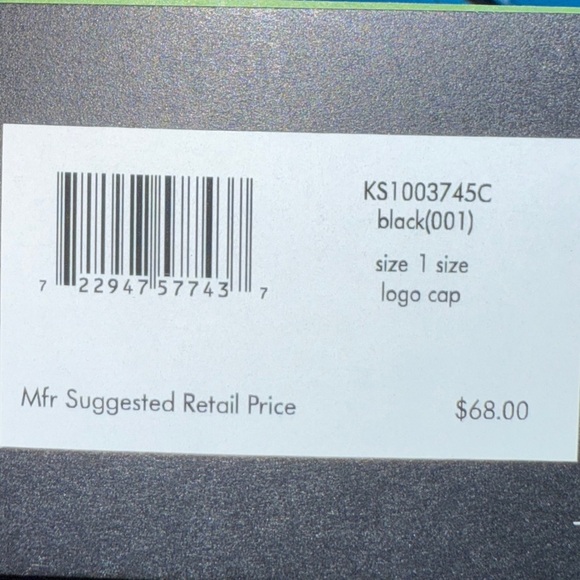 KS1003745C
black(001)
size 1 size
logo cap
7 22947 57743 7
Mfr Suggested Retail Price $68.00